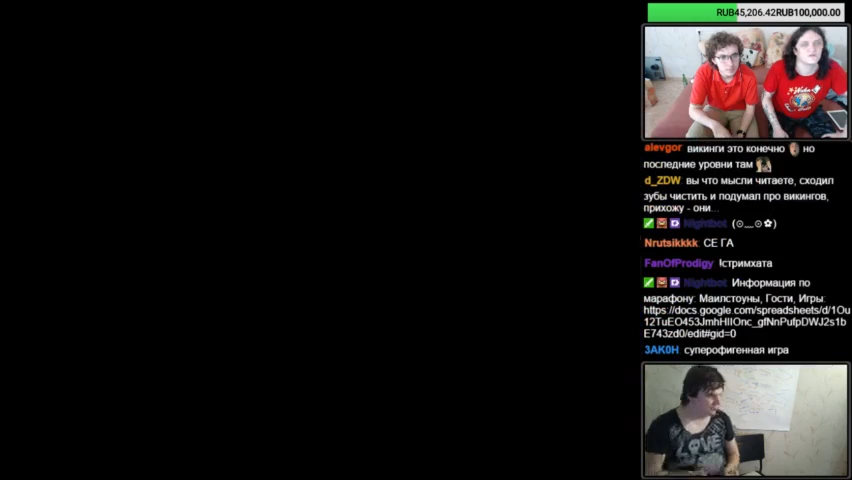 RUB45,206.42RUB100,000.00
alevgor викинги это конечно но
последние уровни там
d_ZDW вы что мысли читаете, сходил
зубы чистить и подумал про викингов,
прихожу - они...
Nightbot (⊙﹏⊙✿)
Nrutsikkkk СЕ ГА
FanOfProdigy !стримхата
Nightbot Информация по
марафону: Маилстоуны, Гости, Игры:
https://docs.google.com/spreadsheets/d/1Ou
12TuEO453JmhHIIOnc_gfNnPufpDWJ2s1b
E743zd0/edit#gid=0
3AK0H суперофигенная игра
LOVE